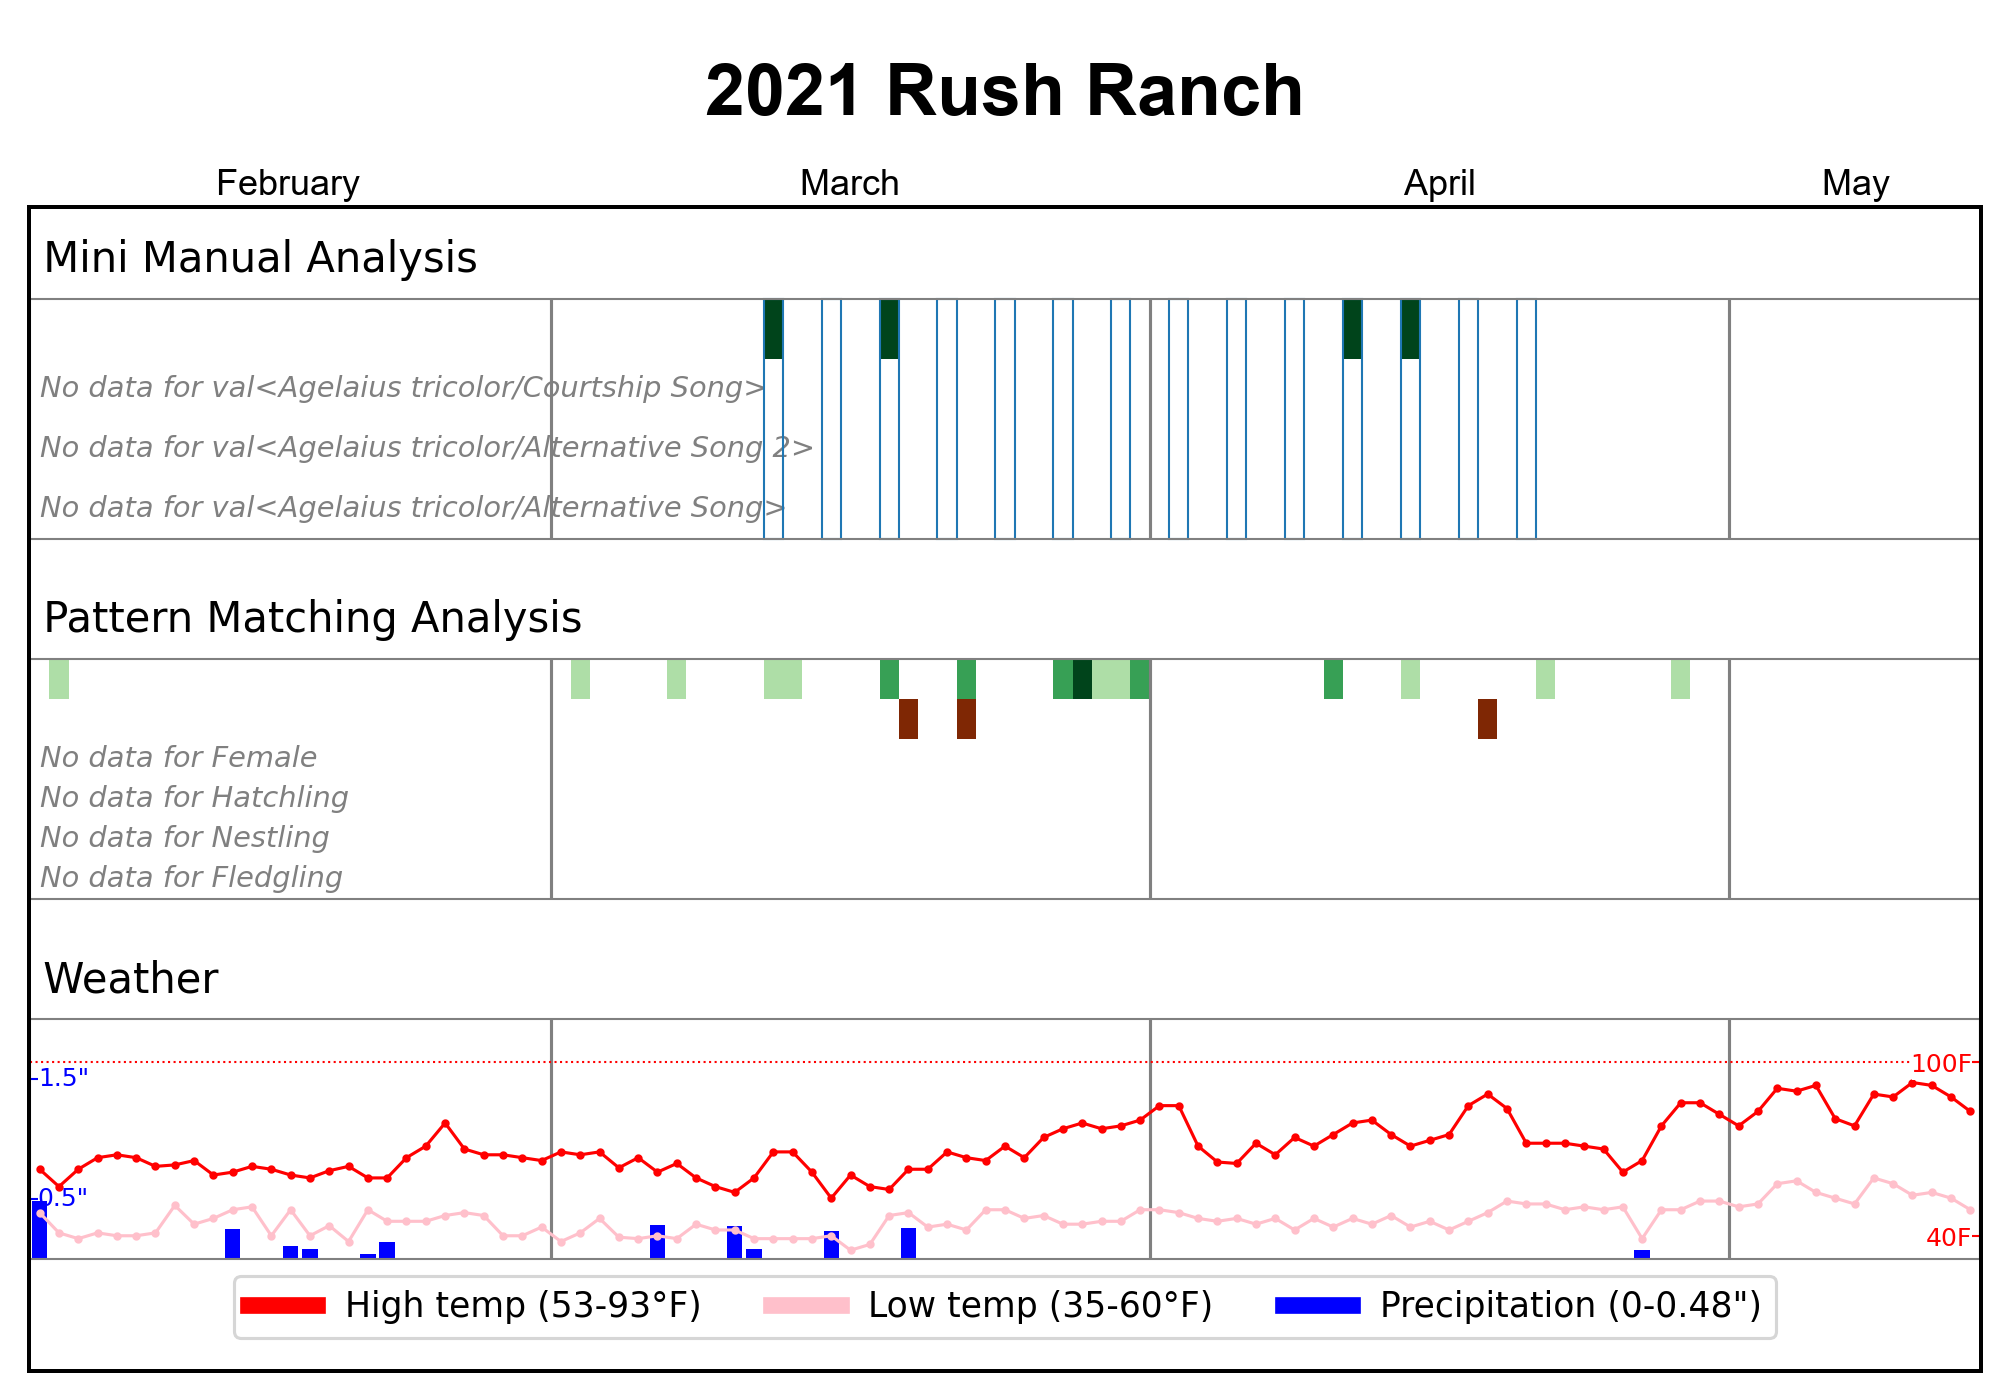 2021 Rush Ranch
February March April May
Mini Manual Analysis
No data for val<Agelaius tricolor/Courtship Song>
No data for val<Agelaius tricolor/Alternative Song 2>
No data for val<Agelaius tricolor/Alternative Song>
Pattern Matching Analysis
No data for Female
No data for Hatchling
No data for Nestling
No data for Fledgling
Weather
100F
1.5"
0.5"
40F
High temp (53-93°F) Low temp (35-60°F) Precipitation (0-0.48")